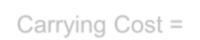 Carrying Cost =